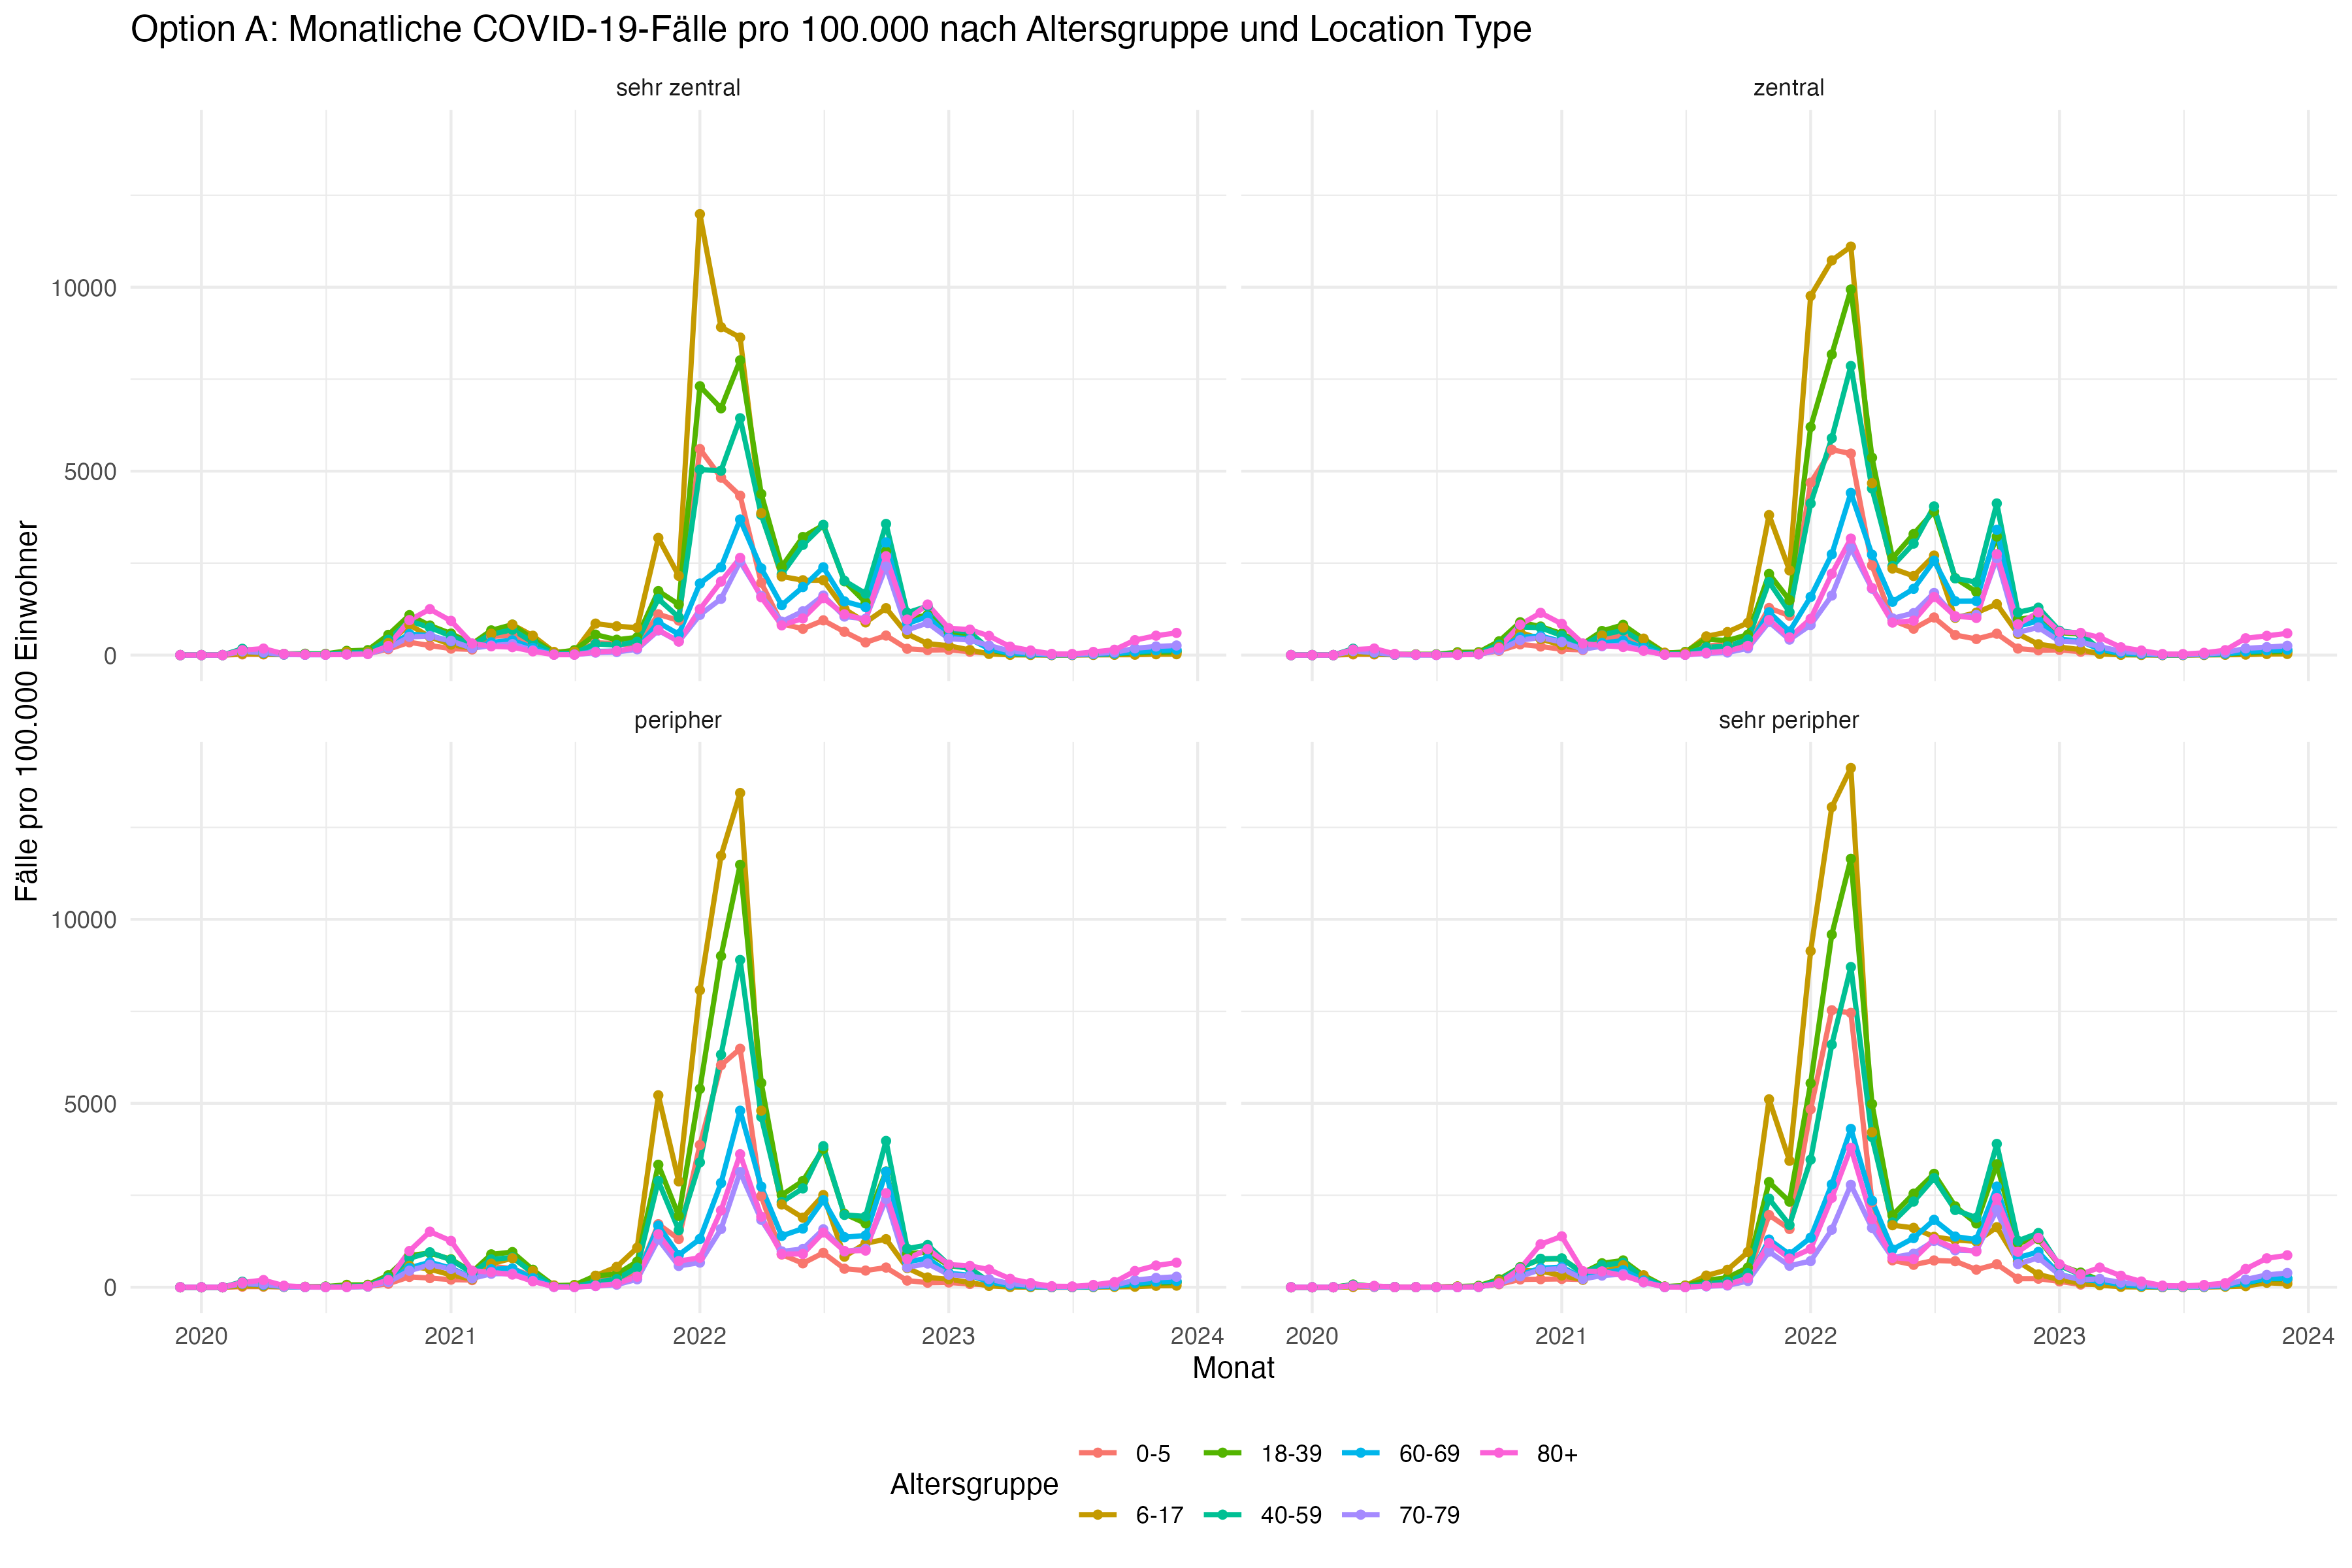 Option A: Monatliche COVID-19-Fälle pro 100.000 nach Altersgruppe und Location Type
sehr zentral
zentral
10000
5000
0
peripher
sehr peripher
10000
5000
0
Fälle pro 100.000 Einwohner
2020 2021 2022 2023 2024 2020 2021 2022 2023 2024
Monat
Altersgruppe
0-5 18-39 60-69 80+
6-17 40-59 70-79